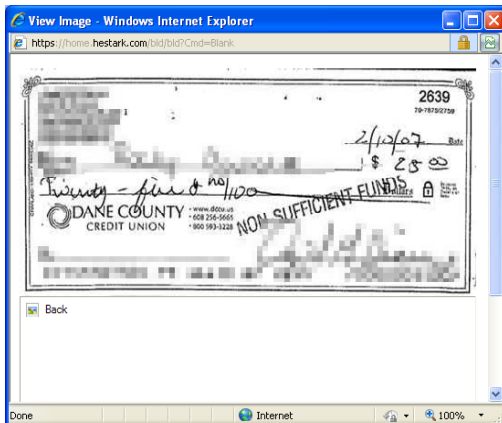 View Image - Windows Internet Explorer
https://home.hestark.com/bld/bld?Cmd=Blank
2639
79-7875/2759
2/10/07 Date
$ 25 00
Twenty-five & no/100 Dollars
DANE COUNTY
CREDIT UNION
www.dccu.us
608 256-5665
800 593-3228
NON SUFFICIENT FUNDS
Back
Done
Internet
100%